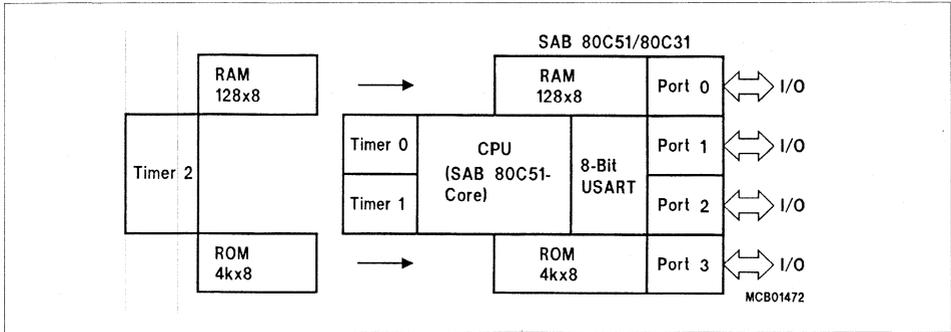 SAB 80C51/80C31
RAM
128x8
RAM
128x8
Port 0
I/O
Timer 2
Timer 0
Timer 1
CPU
(SAB 80C51-
Core)
8-Bit
USART
Port 1
I/O
Port 2
I/O
ROM
4kx8
ROM
4kx8
Port 3
I/O
MCB01472